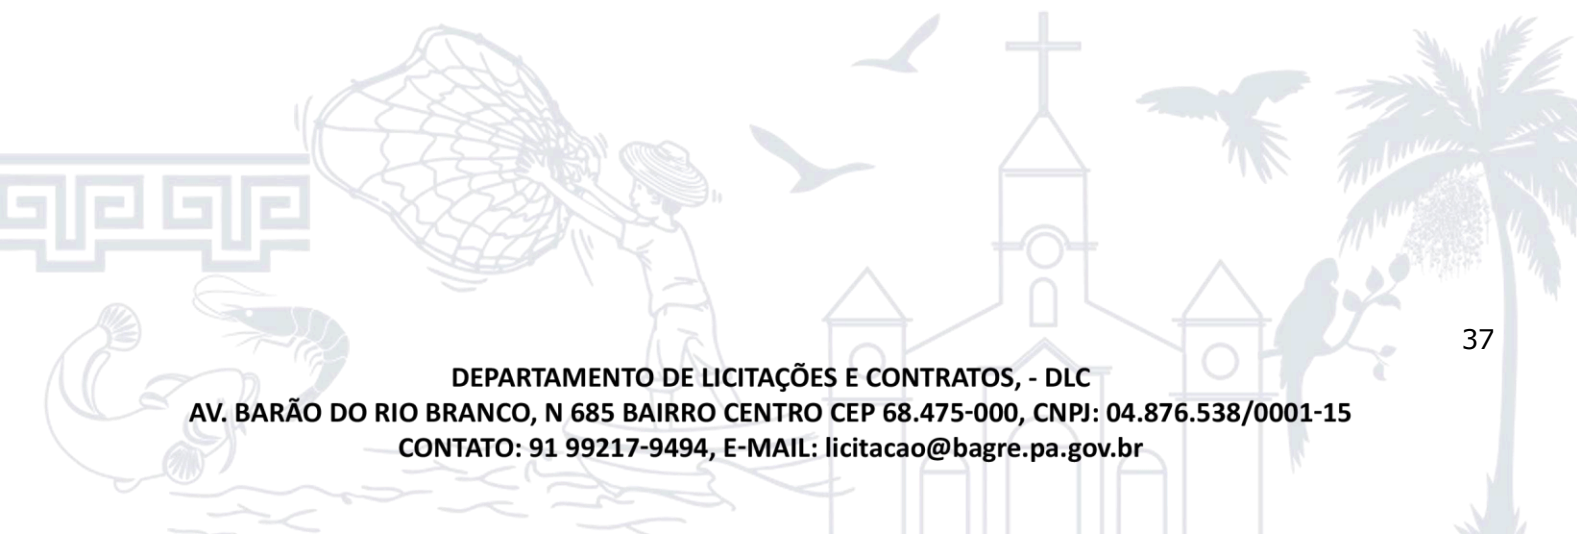 37
DEPARTAMENTO DE LICITAÇÕES E CONTRATOS, - DLC
AV. BARÃO DO RIO BRANCO, N 685 BAIRRO CENTRO CEP 68.475-000, CNPJ: 04.876.538/0001-15
CONTATO: 91 99217-9494, E-MAIL: licitacao@bagre.pa.gov.br